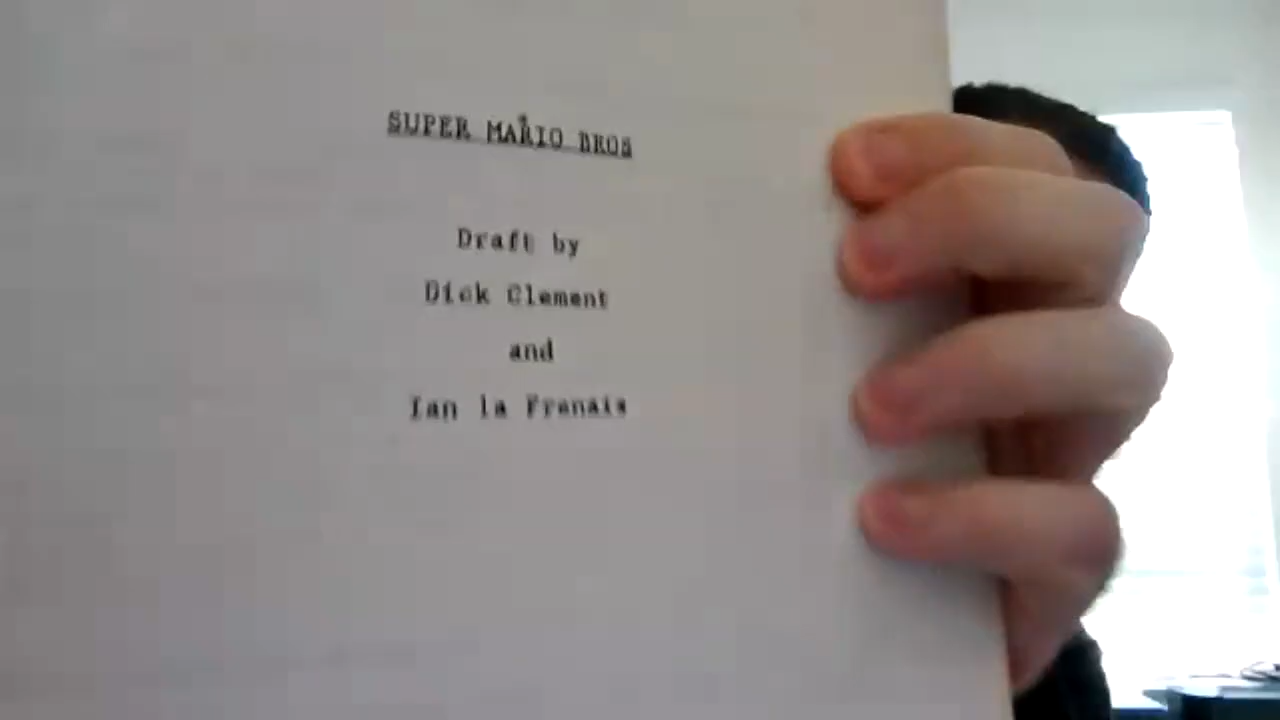 SUPER MARIO BROS
Draft by
Dick Clement
and
Ian la Frenais